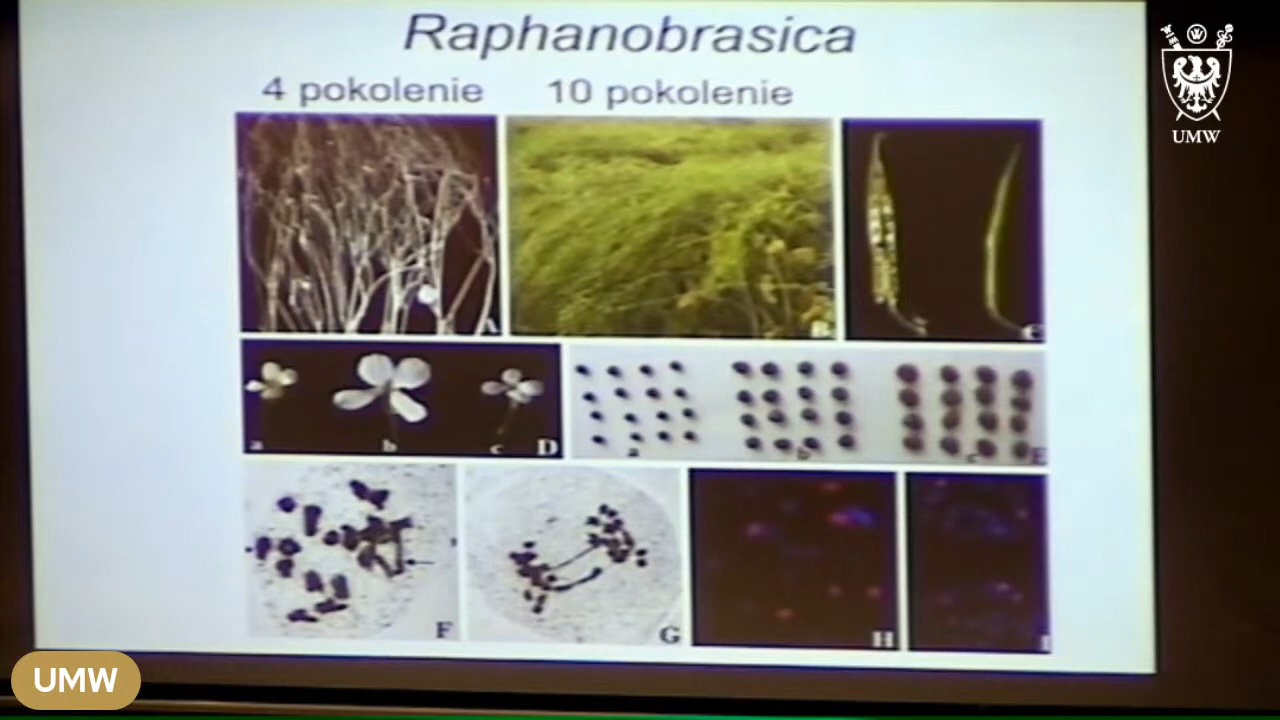 Raphanobrasica
4 pokolenie 10 pokolenie
A B C
a b c D a b c E
F G H I
UMW
UMW